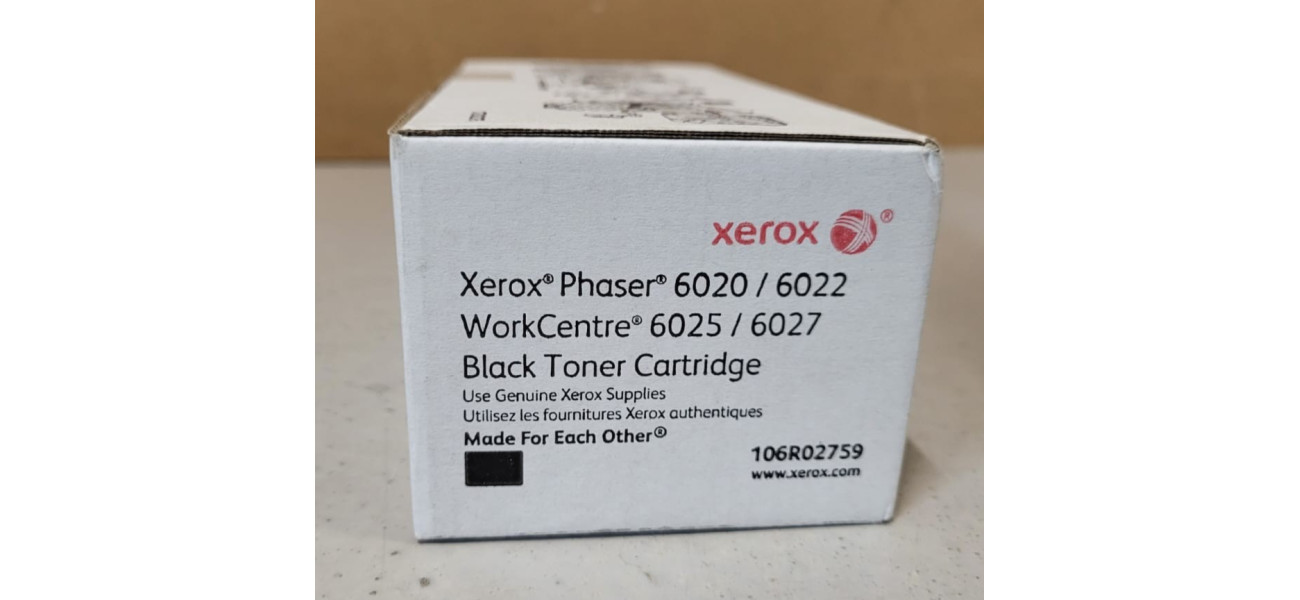 xerox ®
Xerox® Phaser® 6020 / 6022
WorkCentre® 6025 / 6027
Black Toner Cartridge
Use Genuine Xerox Supplies
Utilisez les fournitures Xerox authentiques
Made For Each Other®
106R02759
www.xerox.com